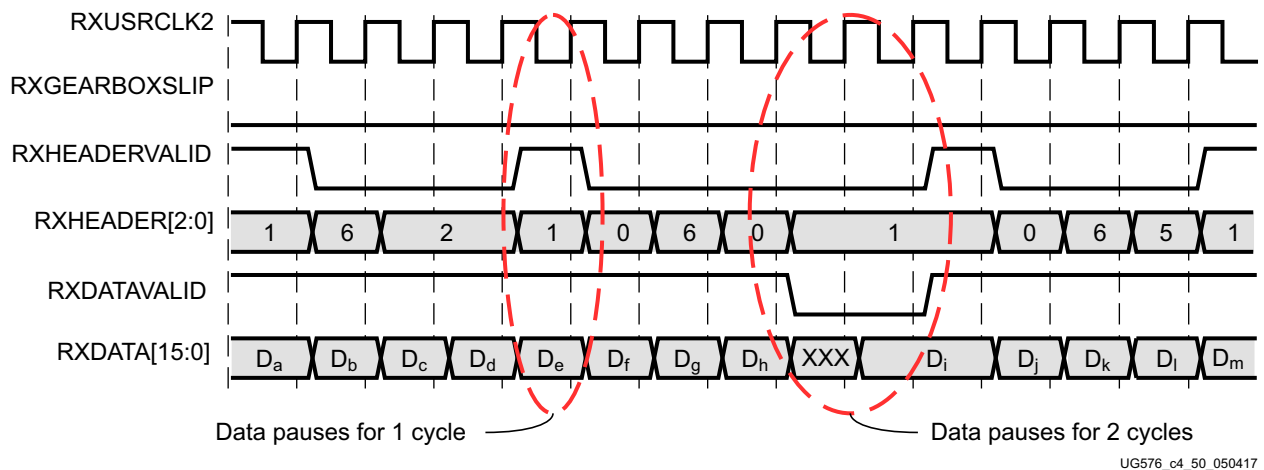 RXUSRCLK2
RXGEARBOXSLIP
RXHEADERVALID
RXHEADER[2:0] 1 6 2 1 0 6 0 1 0 6 5 1
RXDATAVALID
RXDATA[15:0] Da Db Dc Dd De Df Dg Dh XXX Di Dj Dk Dl Dm
Data pauses for 1 cycle Data pauses for 2 cycles
UG576_c4_50_050417